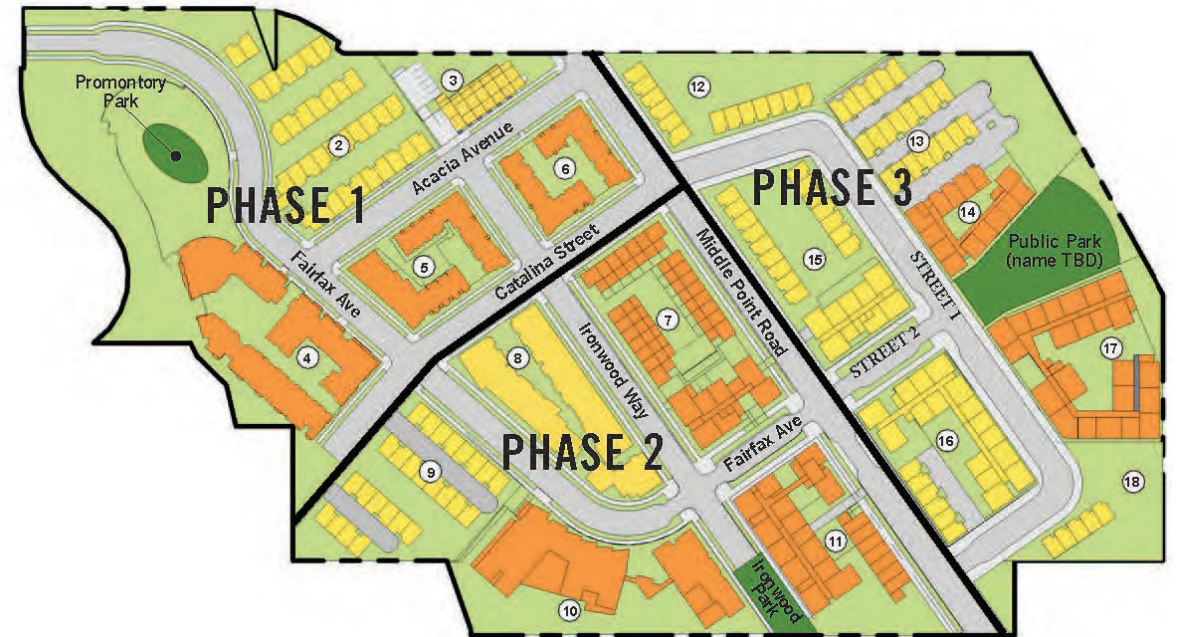 Promontory
Park
2
3
Acacia Avenue
6
PHASE 1
5
Catalina Street
Fairfax Ave
4
12
13
PHASE 3
14
Public Park
(name TBD)
15
STREET 1
STREET 2
17
16
18
Middle Point Road
7
8
Ironwood Way
Fairfax Ave
PHASE 2
9
11
10
Ironwood
Park